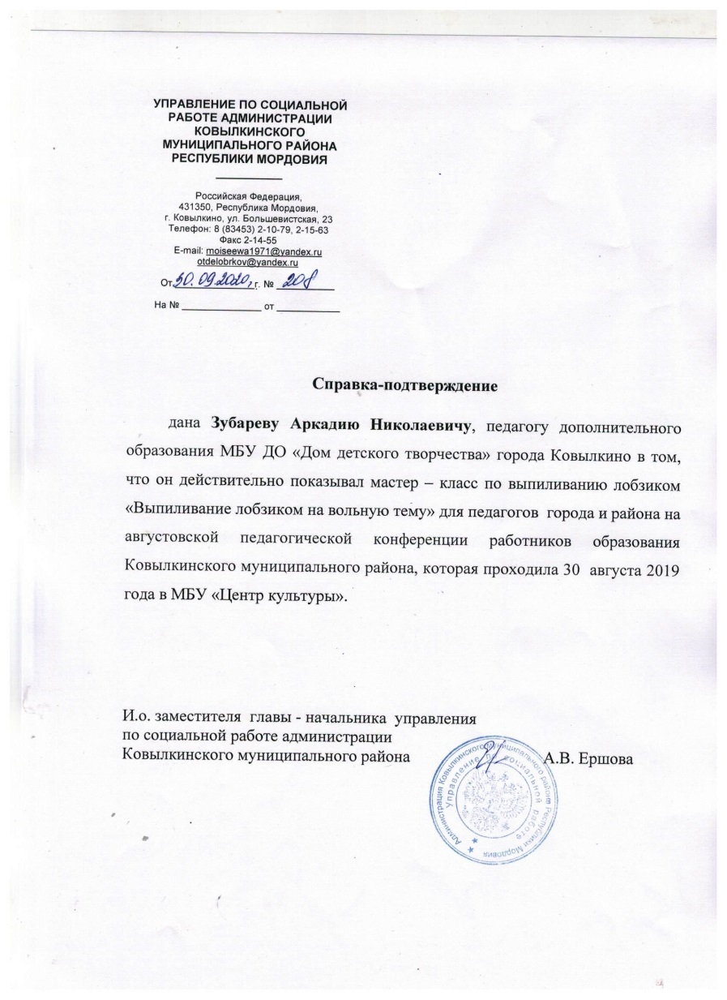 УПРАВЛЕНИЕ ПО СОЦИАЛЬНОЙ
РАБОТЕ АДМИНИСТРАЦИИ
КОВЫЛКИНСКОГО
МУНИЦИПАЛЬНОГО РАЙОНА
РЕСПУБЛИКИ МОРДОВИЯ
Российская Федерация,
431350, Республика Мордовия,
г. Ковылкино, ул. Большевистская, 23
Телефон: 8 (83453) 2-10-79, 2-15-63
Факс 2-14-55
E-mail: moiseewa1971@yandex.ru
otdelobrkov@yandex.ru
От 30.09.2020, г. № 208
На № ______________ от ___________
Справка-подтверждение
дана Зубареву Аркадию Николаевичу, педагогу дополнительного
образования МБУ ДО «Дом детского творчества» города Ковылкино в том,
что он действительно показывал мастер – класс по выпиливанию лобзиком
«Выпиливание лобзиком на вольную тему» для педагогов города и района на
августовской педагогической конференции работников образования
Ковылкинского муниципального района, которая проходила 30 августа 2019
года в МБУ «Центр культуры».
И.о. заместителя главы - начальника управления
по социальной работе администрации
Ковылкинского муниципального района А.В. Ершова
Администрация Ковылкинского муниципального района Республики Мордовия
Управление по социальной работе